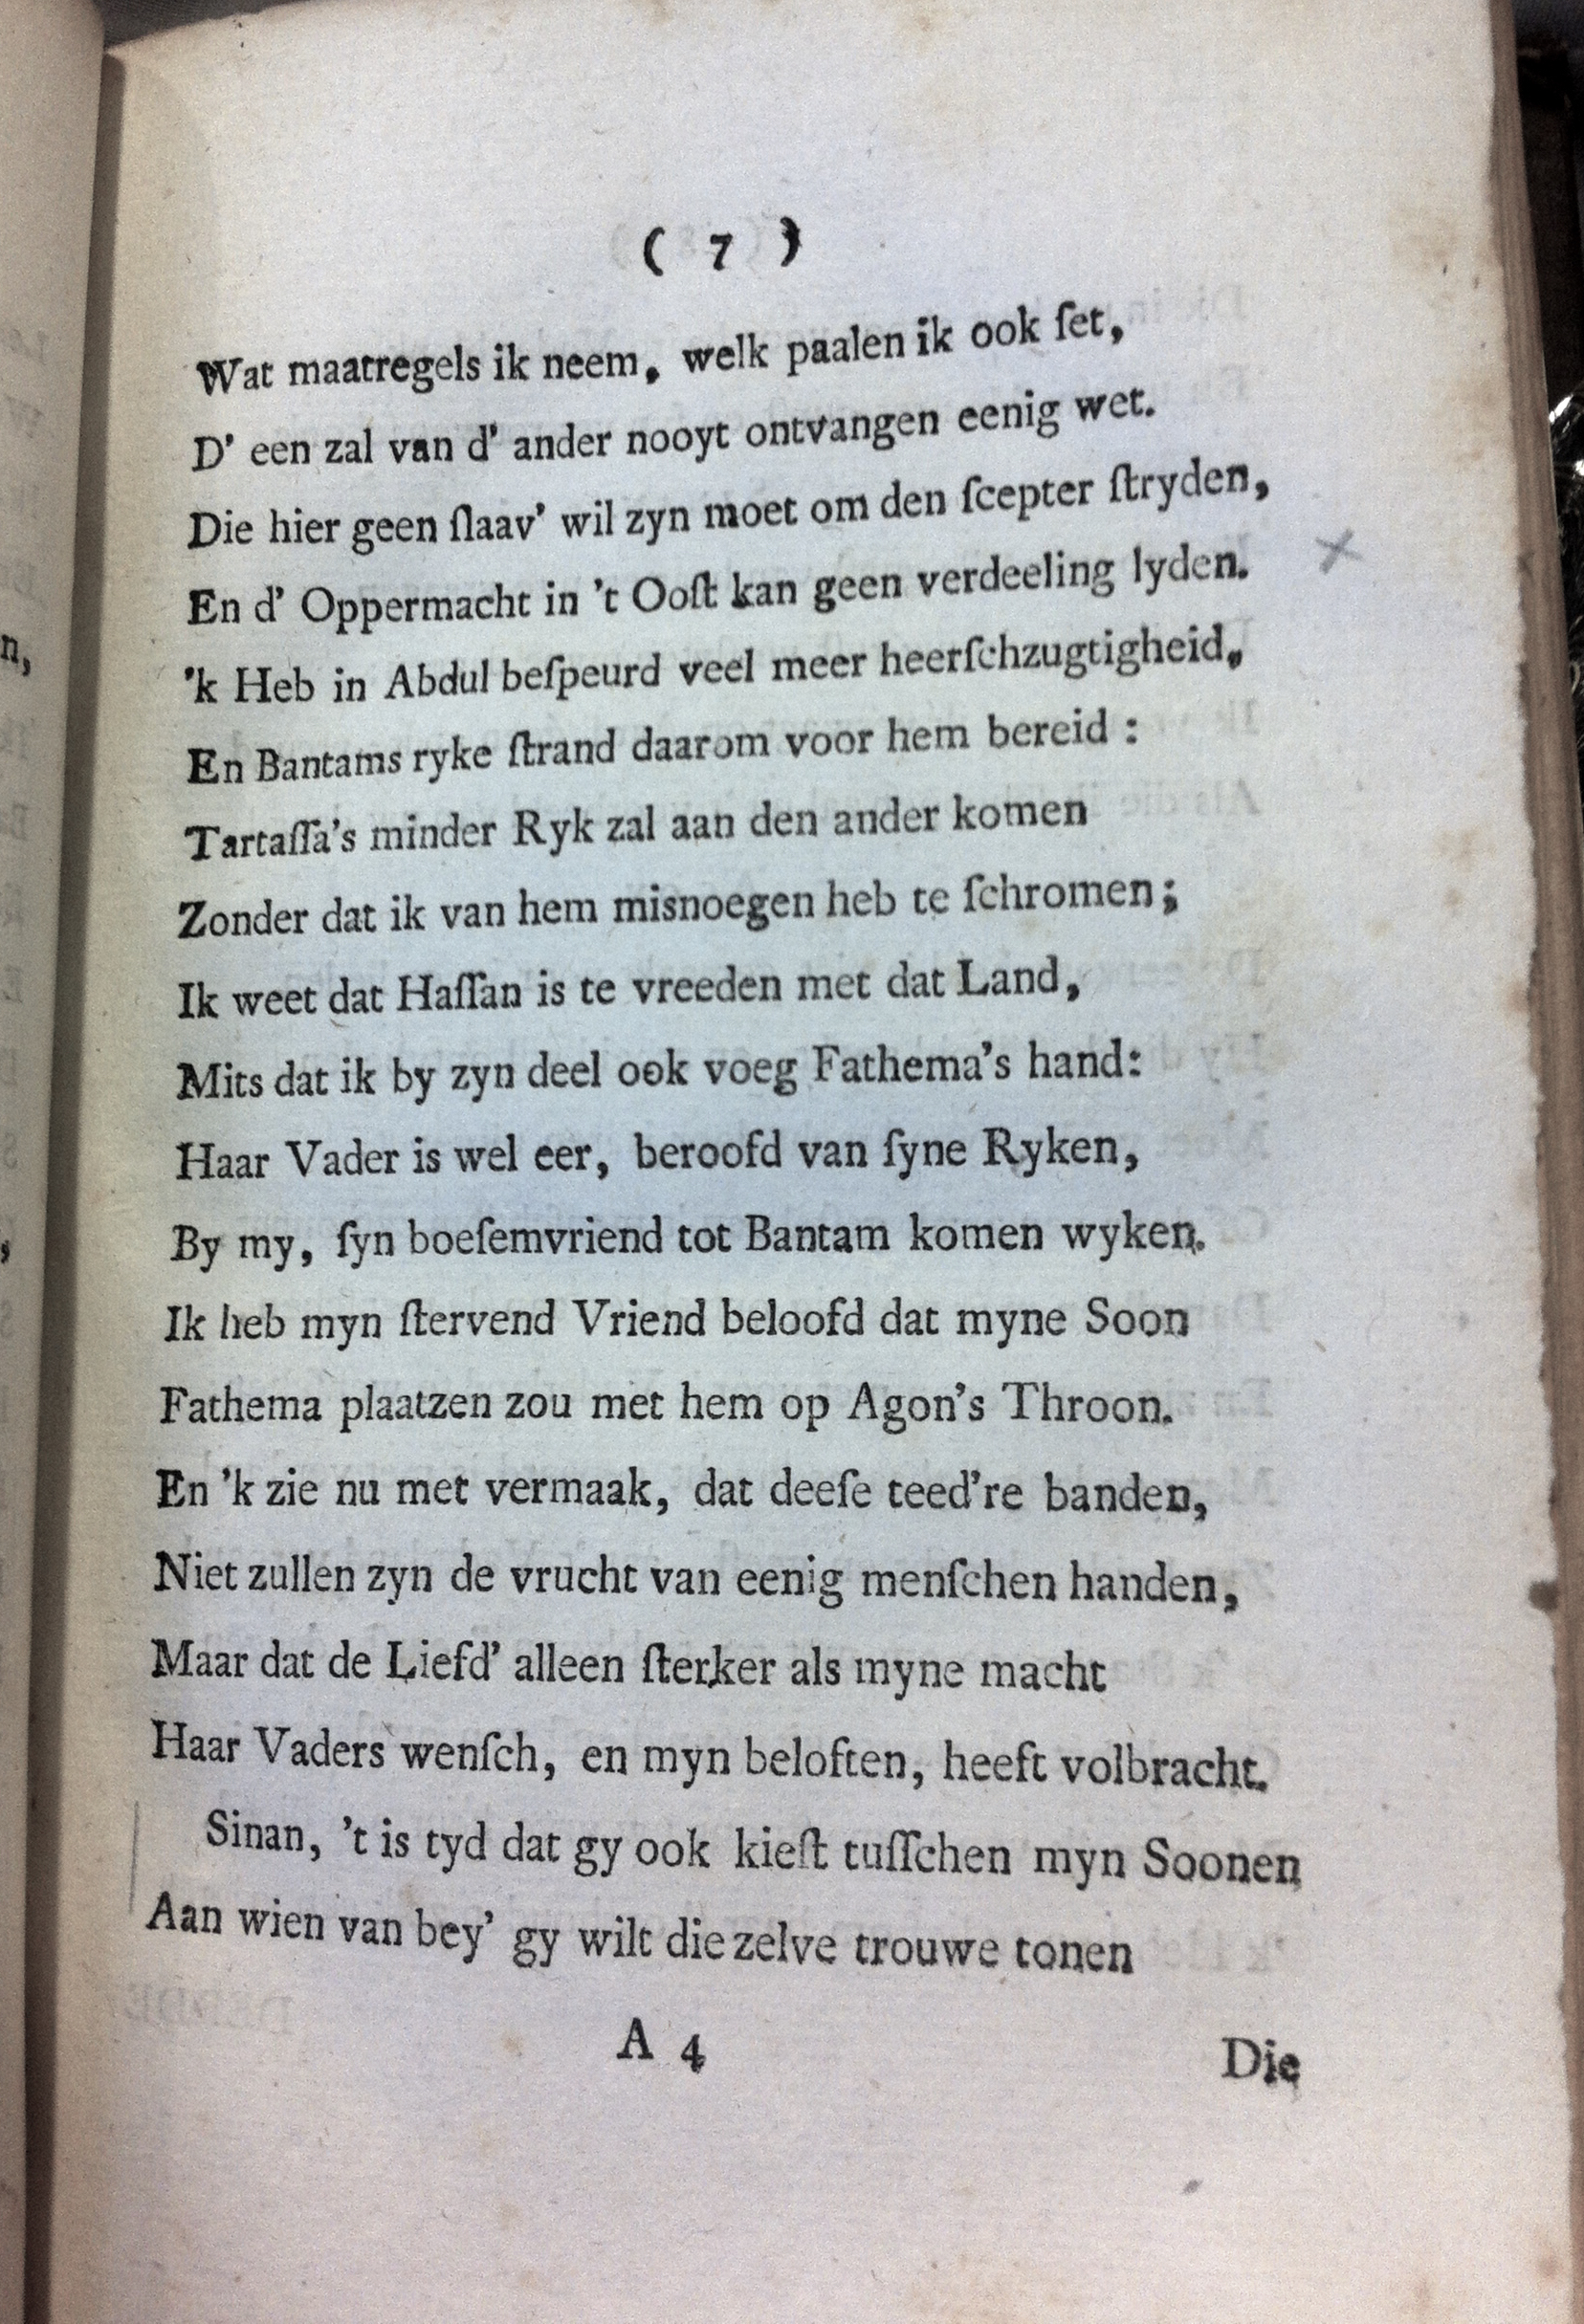 ( 7 )
Wat maatregels ik neem, welk paalen ik ook ſet,
D' een zal van d' ander nooyt ontvangen eenig wet.
Die hier geen ſlaav' wil zyn moet om den ſcepter ſtryden,
En d' Oppermacht in 't Ooſt kan geen verdeeling lyden.
'k Heb in Abdul beſpeurd veel meer heerſchzugtigheid,
En Bantams ryke ſtrand daarom voor hem bereid :
Tartaſſa's minder Ryk zal aan den ander komen
Zonder dat ik van hem misnoegen heb te ſchromen;
Ik weet dat Haſſan is te vreeden met dat Land,
Mits dat ik by zyn deel ook voeg Fathema's hand:
Haar Vader is wel eer, beroofd van ſyne Ryken,
By my, ſyn boeſemvriend tot Bantam komen wyken.
Ik heb myn ſtervend Vriend beloofd dat myne Soon
Fathema plaatzen zou met hem op Agon's Throon.
En 'k zie nu met vermaak, dat deeſe teed're banden,
Niet zullen zyn de vrucht van eenig menſchen handen,
Maar dat de Liefd' alleen ſterker als myne macht
Haar Vaders wenſch, en myn beloften, heeft volbracht.
Sinan, 't is tyd dat gy ook kieſt tuſſchen myn Soonen
Aan wien van bey' gy wilt die zelve trouwe tonen
A 4
Die